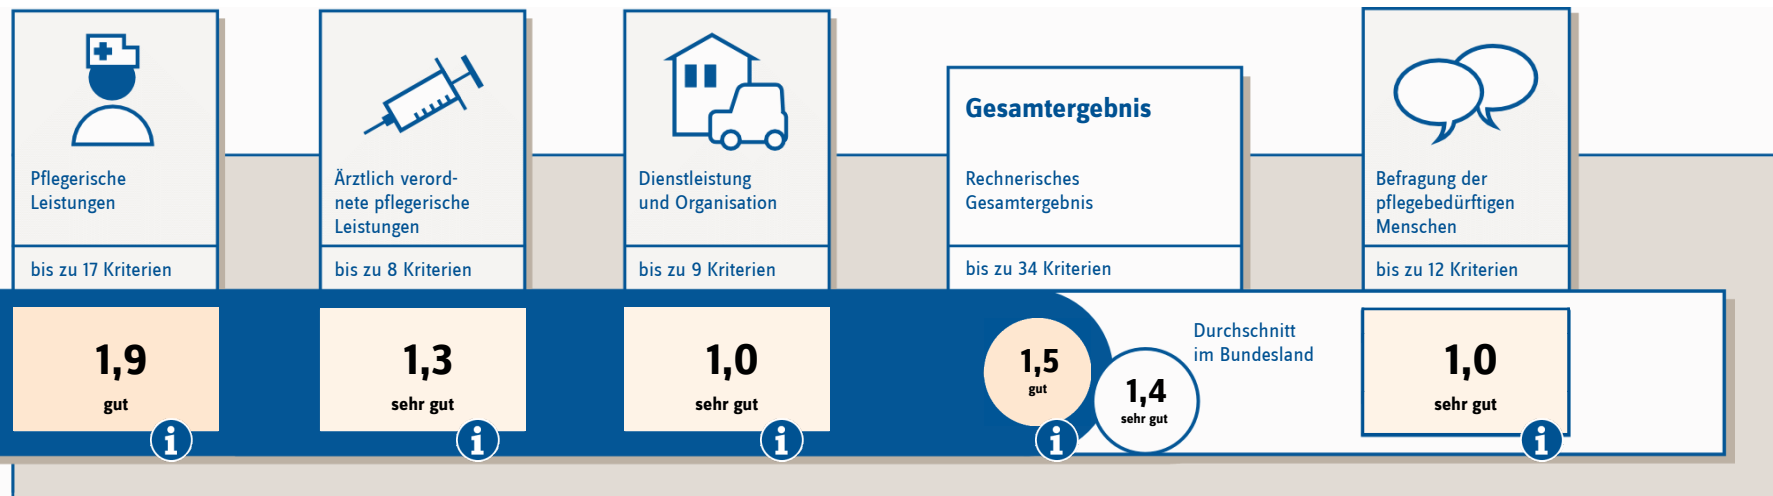 Pflegerische
Leistungen
bis zu 17 Kriterien
1,9
gut
i
Ärztlich verord-
nete pflegerische
Leistungen
bis zu 8 Kriterien
1,3
sehr gut
i
Dienstleistung
und Organisation
bis zu 9 Kriterien
1,0
sehr gut
i
Gesamtergebnis
Rechnerisches
Gesamtergebnis
bis zu 34 Kriterien
1,5
gut
i
1,4
sehr gut
Durchschnitt
im Bundesland
Befragung der
pflegebedürftigen
Menschen
bis zu 12 Kriterien
1,0
sehr gut
i